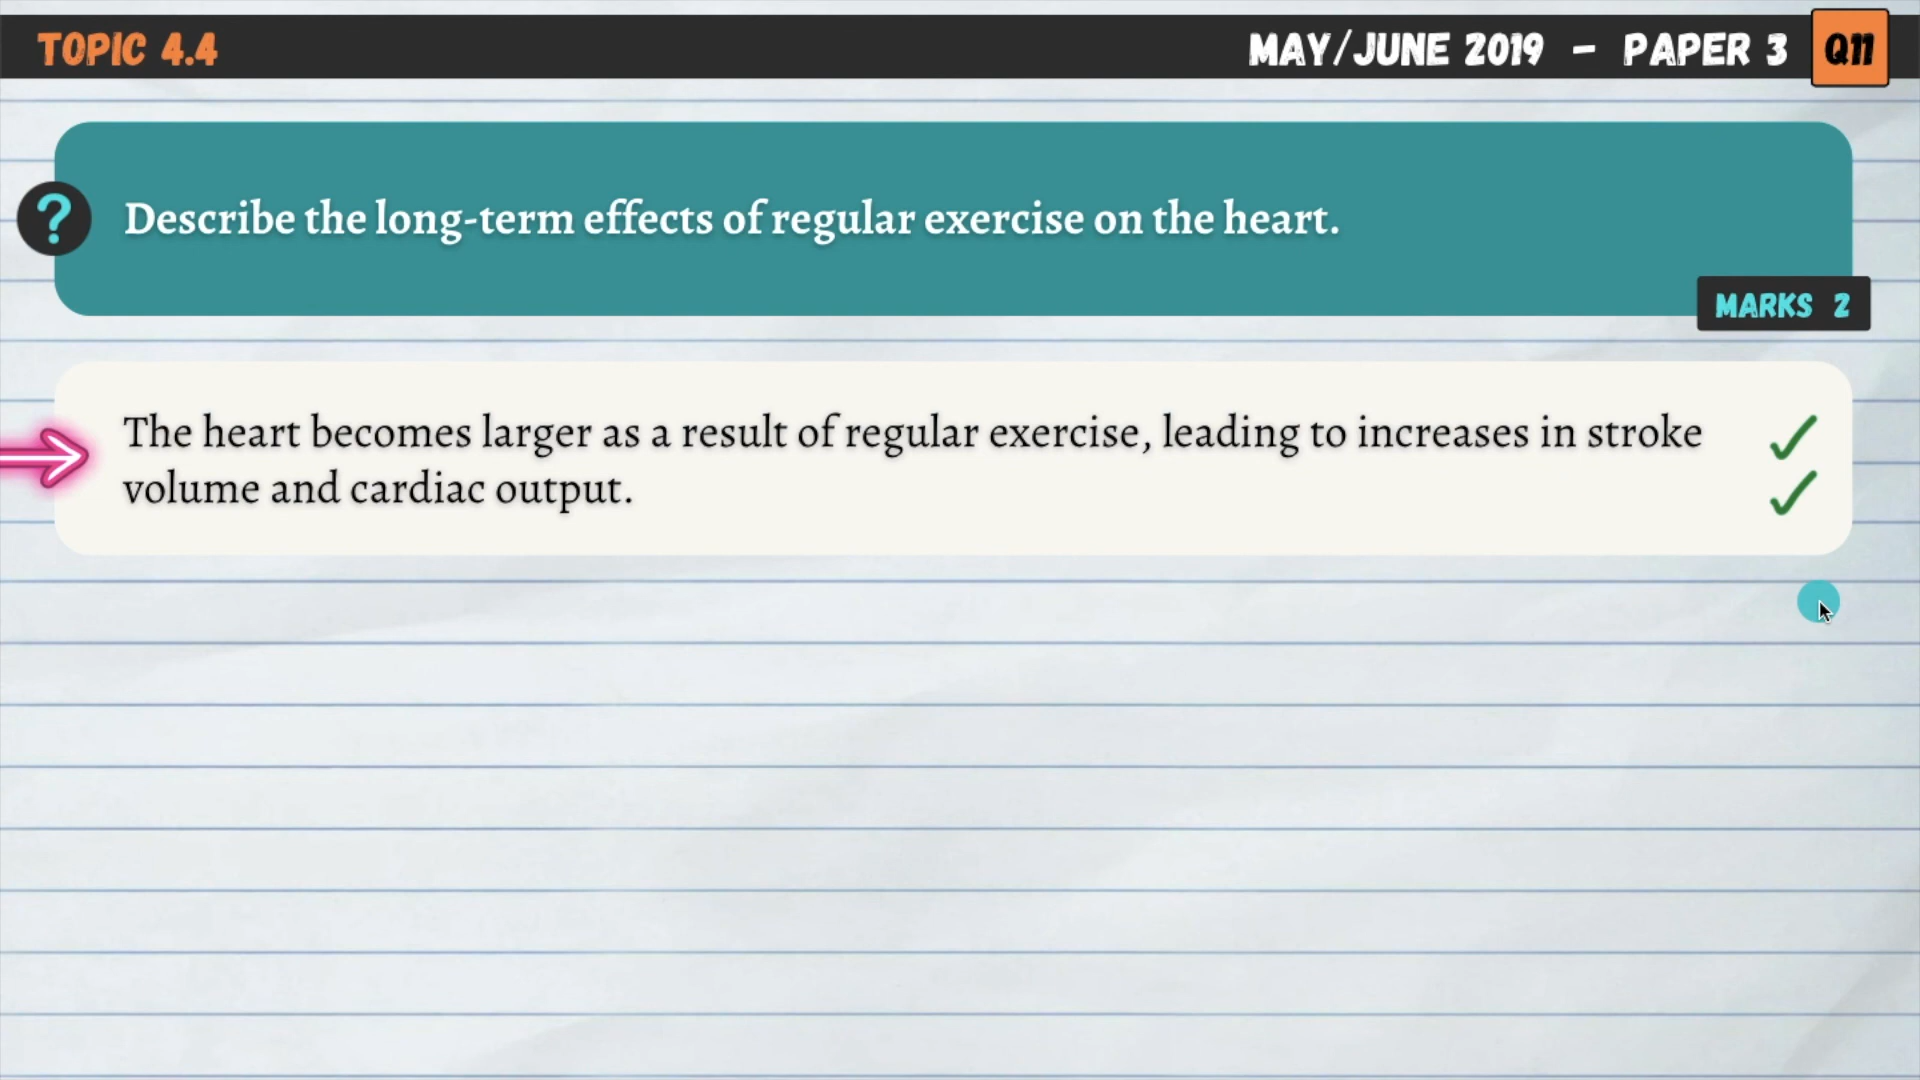 TOPIC 4.4
MAY/JUNE 2019 - PAPER 3 Q11
?
Describe the long-term effects of regular exercise on the heart.
MARKS 2
The heart becomes larger as a result of regular exercise, leading to increases in stroke
volume and cardiac output.